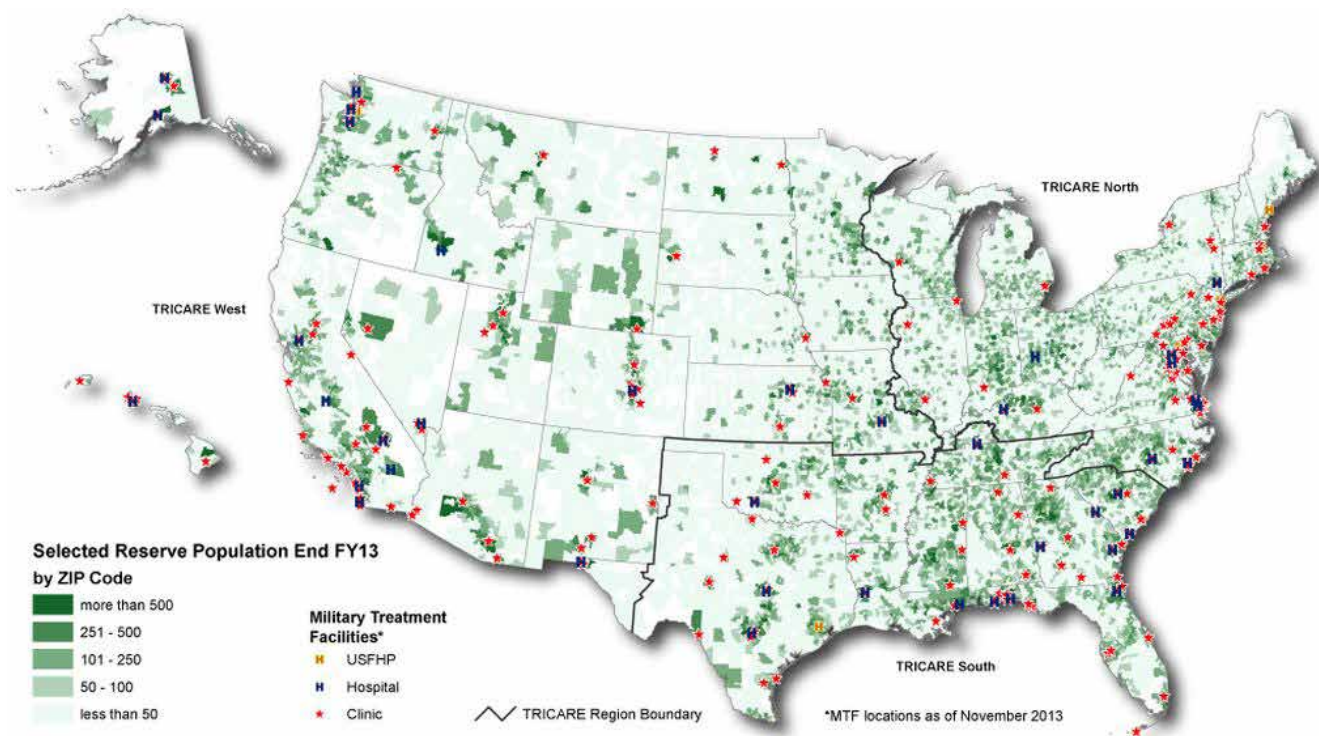 TRICARE North
TRICARE West
TRICARE South
Selected Reserve Population End FY13
by ZIP Code
more than 500
251 - 500
101 - 250
50 - 100
less than 50
Military Treatment
Facilities*
H USFHP
H Hospital
Clinic
TRICARE Region Boundary
*MTF locations as of November 2013